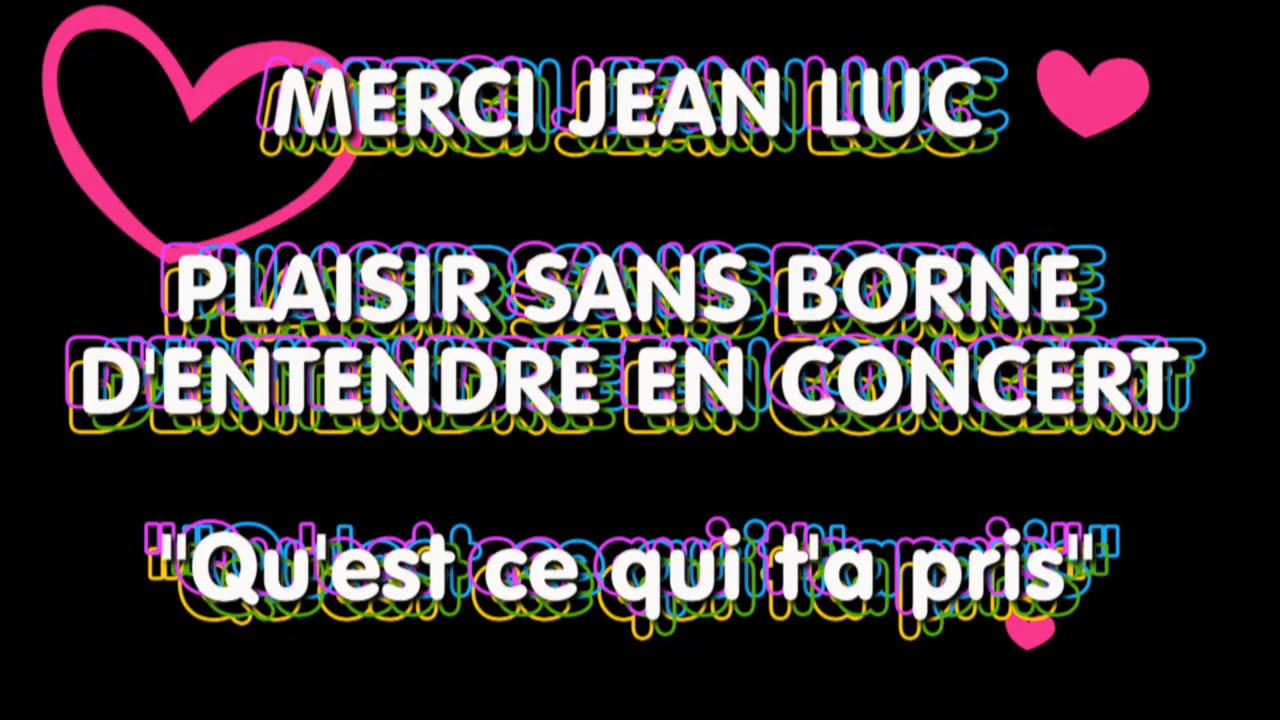 MERCI JEAN LUC
PLAISIR SANS BORNE
D'ENTENDRE EN CONCERT
"Qu'est ce qui t'a pris"